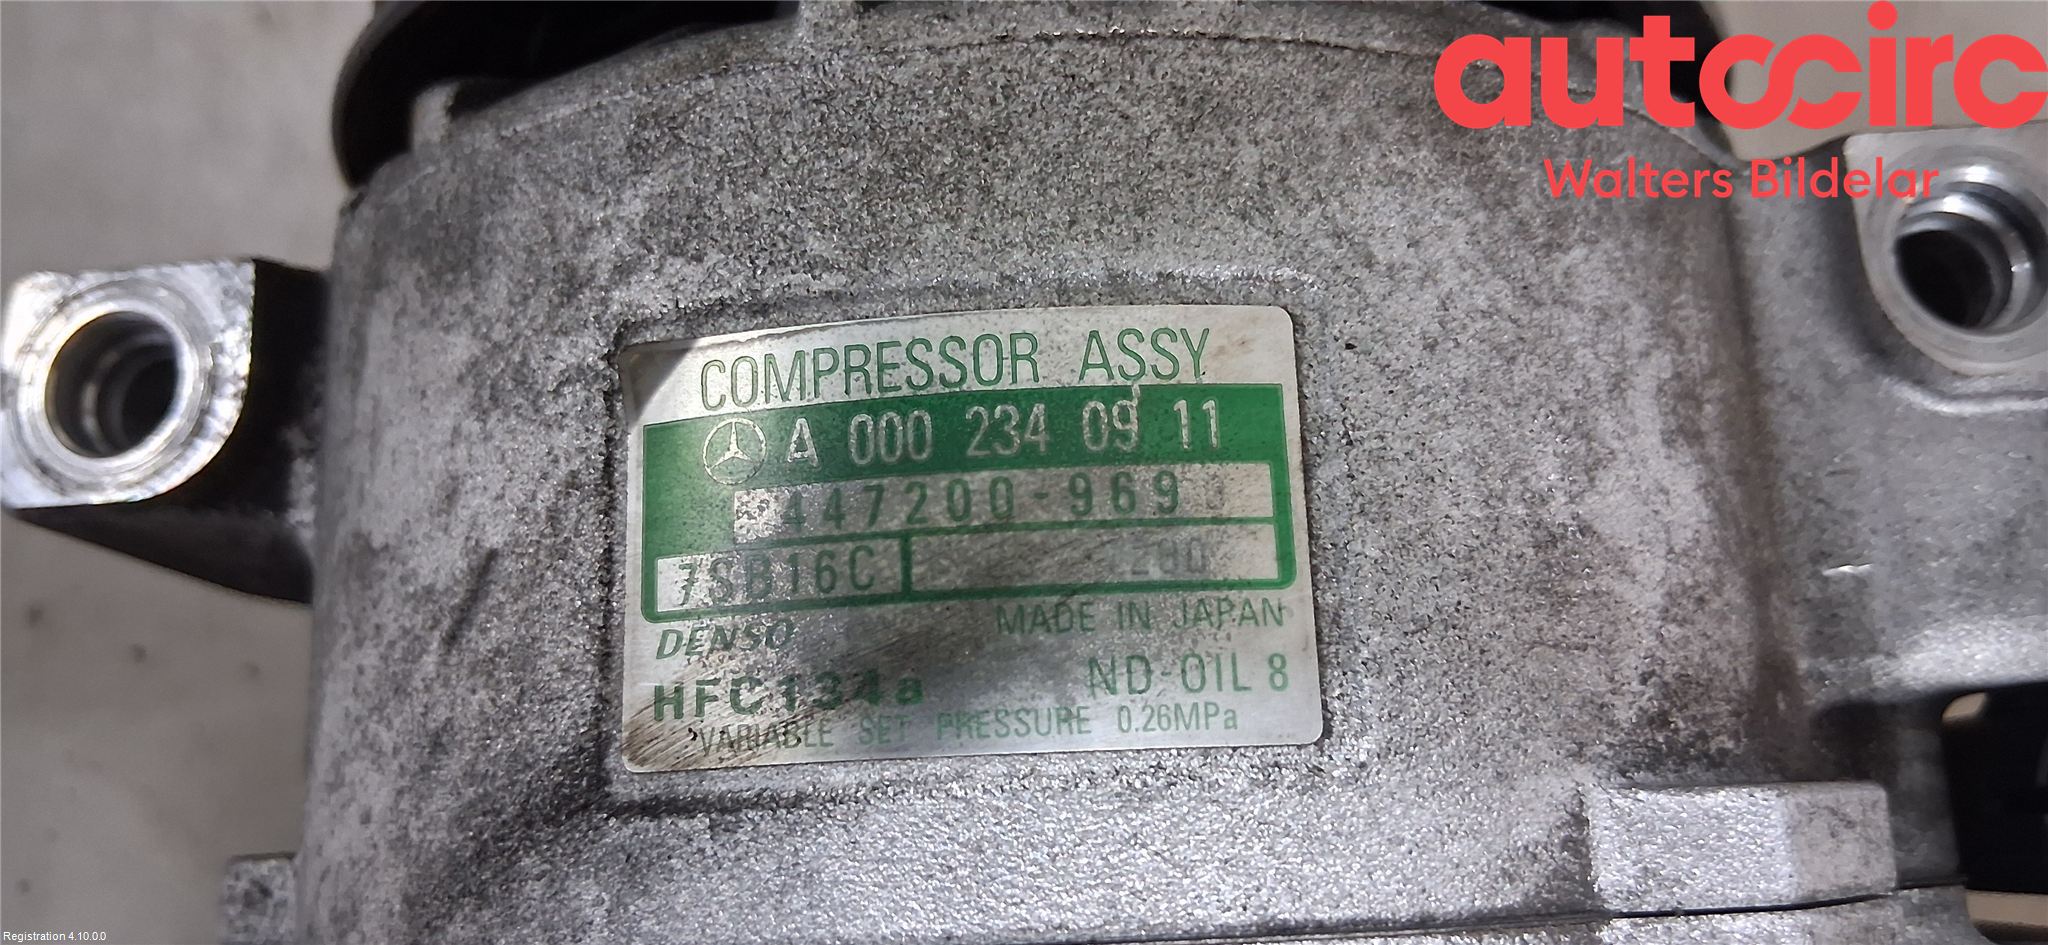 autocirc
Walters Bildelar
COMPRESSOR ASSY
A 000 234 09 11
447200-969
7SB16C
DENSO
MADE IN JAPAN
HFC134a
ND-OIL 8
VARIABLE SET PRESSURE 0.26MPa
Registration 4.10.0.0